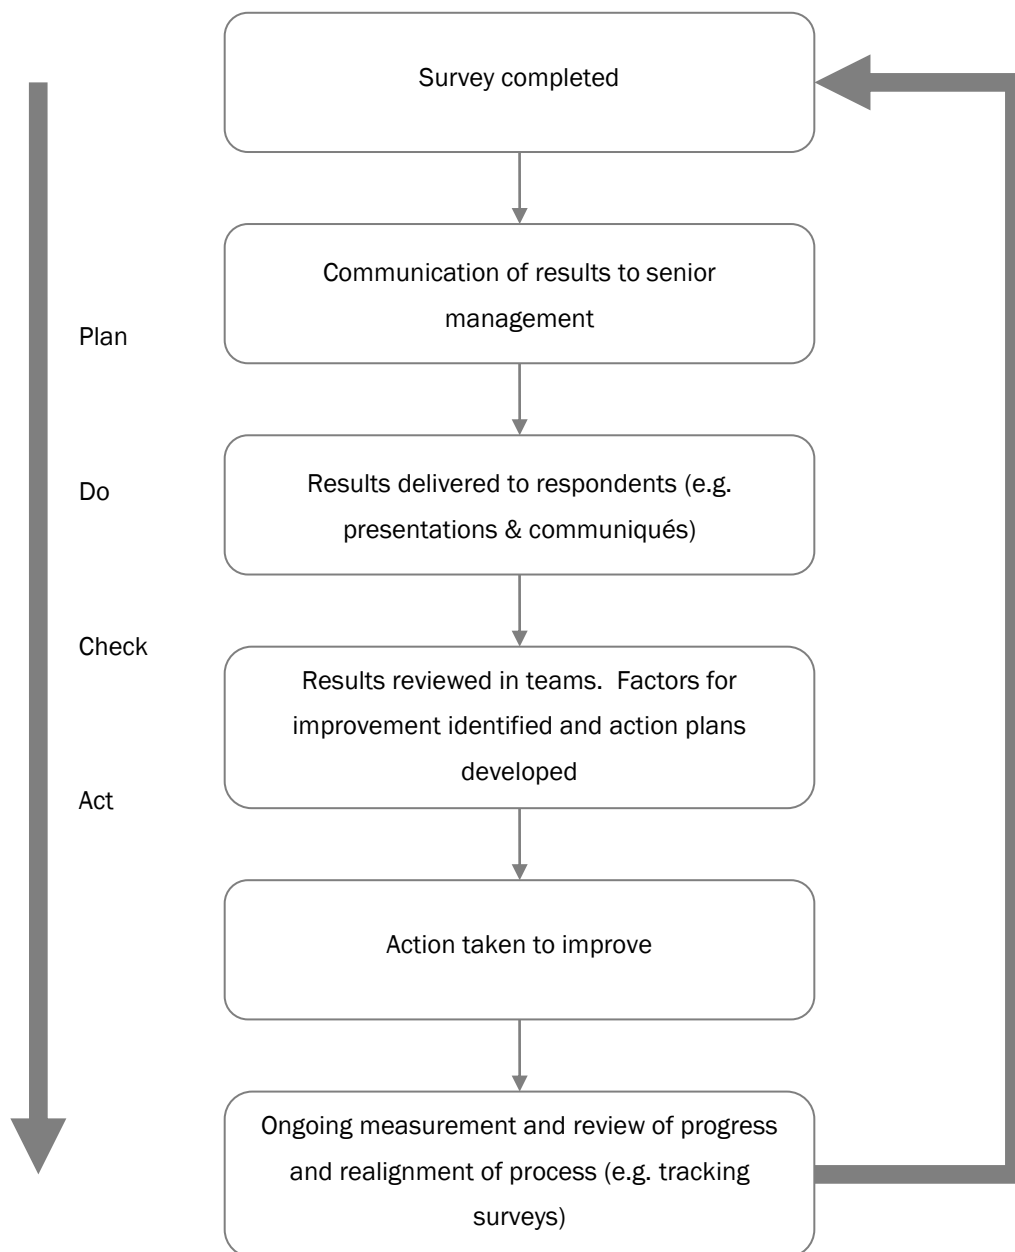 Survey completed
Communication of results to senior
management
Plan
Do
Results delivered to respondents (e.g.
presentations & communiqués)
Check
Results reviewed in teams.  Factors for
improvement identified and action plans
developed
Act
Action taken to improve
Ongoing measurement and review of progress
and realignment of process (e.g. tracking
surveys)